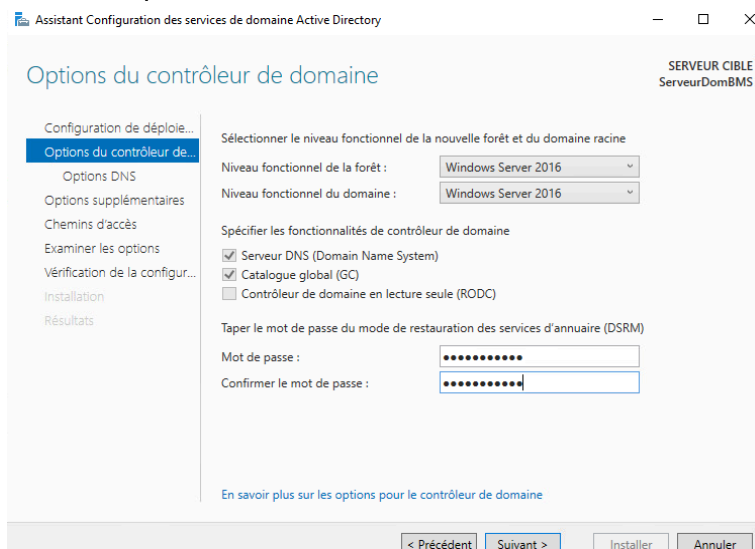 Assistant Configuration des services de domaine Active Directory
Options du contrôleur de domaine
SERVEUR CIBLE
ServeurDomBMS
Configuration de déploie...
Options du contrôleur de...
Options DNS
Options supplémentaires
Chemins d'accès
Examiner les options
Vérification de la configur...
Installation
Résultats
Sélectionner le niveau fonctionnel de la nouvelle forêt et du domaine racine
Niveau fonctionnel de la forêt : Windows Server 2016
Niveau fonctionnel du domaine : Windows Server 2016
Spécifier les fonctionnalités de contrôleur de domaine
Serveur DNS (Domain Name System)
Catalogue global (GC)
Contrôleur de domaine en lecture seule (RODC)
Taper le mot de passe du mode de restauration des services d'annuaire (DSRM)
Mot de passe : •••••••••••
Confirmer le mot de passe : •••••••••••
En savoir plus sur les options pour le contrôleur de domaine
< Précédent Suivant > Installer Annuler